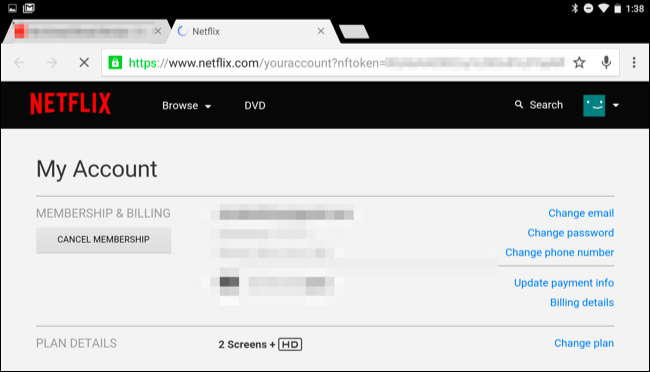 1:38
Netflix
https://www.netflix.com/youraccount?nftoken=
NETFLIX
Browse
DVD
Search
My Account
MEMBERSHIP & BILLING
Change email
CANCEL MEMBERSHIP
Change password
Change phone number
Update payment info
Billing details
PLAN DETAILS
2 Screens + HD
Change plan